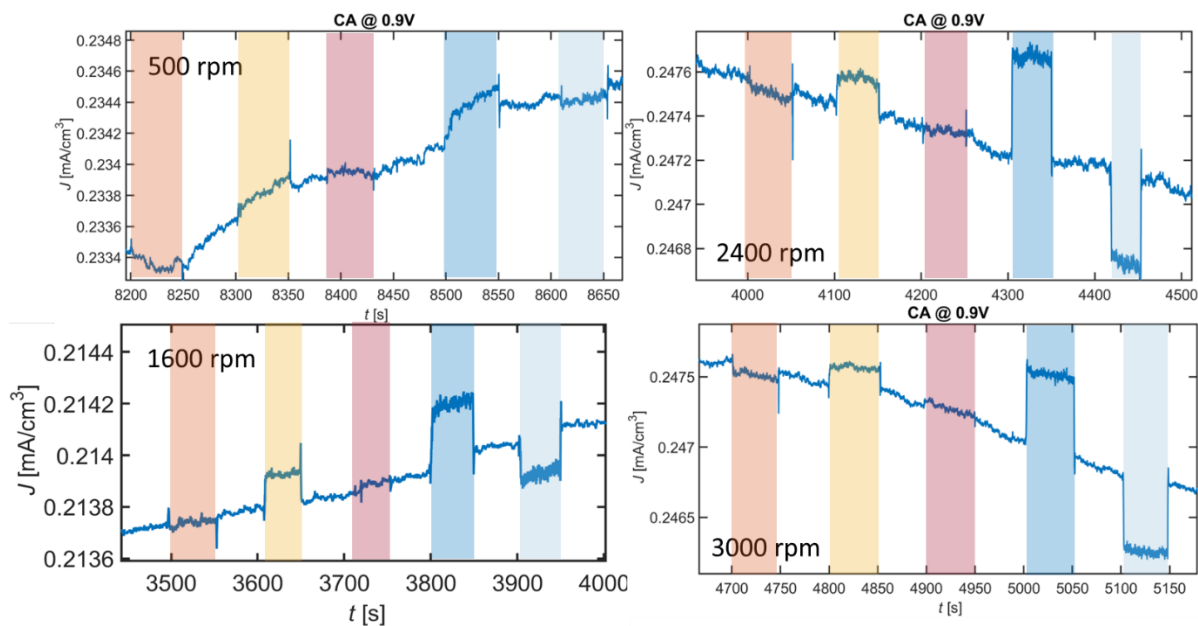 CA @ 0.9V
500 rpm
0.2348
0.2346
0.2344
0.2342
0.234
0.2338
0.2336
0.2334
J [mA/cm³]
8200 8250 8300 8350 8400 8450 8500 8550 8600 8650
t [s]
CA @ 0.9V
2400 rpm
0.2476
0.2474
0.2472
0.247
0.2468
J [mA/cm³]
4000 4100 4200 4300 4400 4500
1600 rpm
0.2144
0.2142
0.214
0.2138
0.2136
J [mA/cm³]
3500 3600 3700 3800 3900 4000
t [s]
CA @ 0.9V
3000 rpm
0.2475
0.247
0.2465
J [mA/cm³]
4700 4750 4800 4850 4900 4950 5000 5050 5100 5150
t [s]